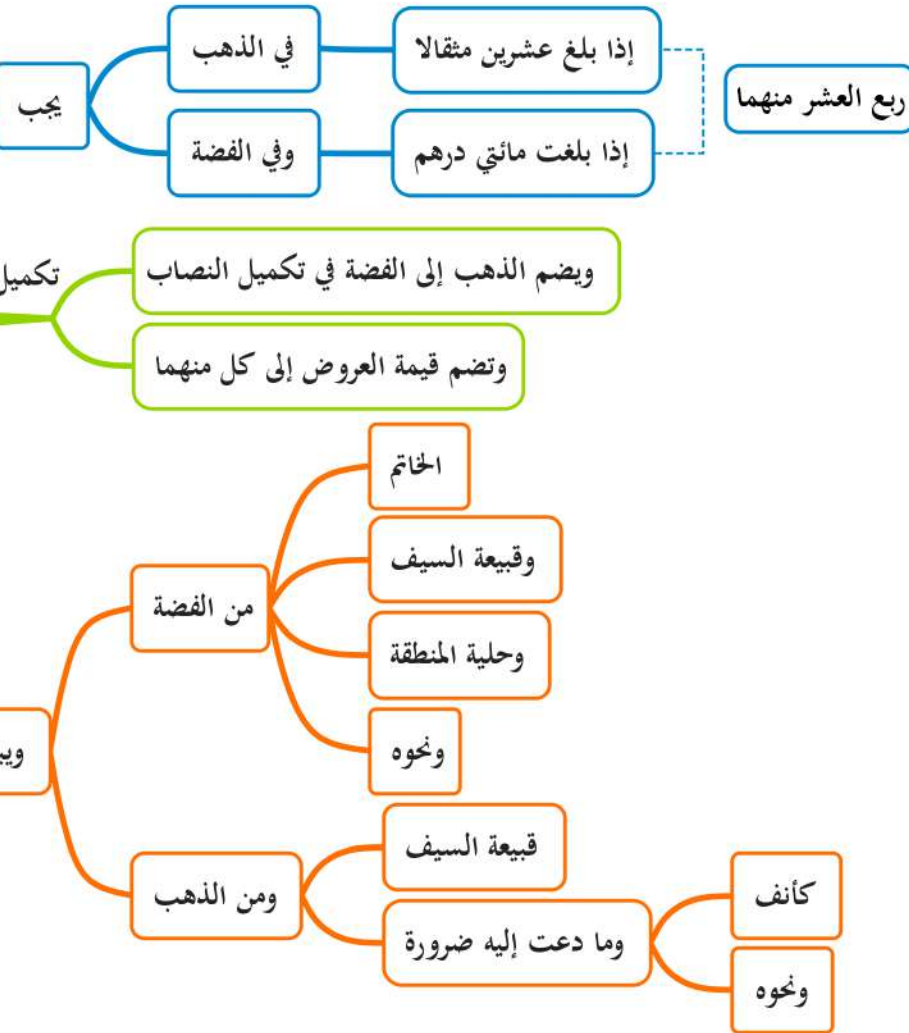 يجب
في الذهب
إذا بلغ عشرين مثقالا
وفي الفضة
إذا بلغت مائتي درهم
ربع العشر منهما
تكميل
ويضم الذهب إلى الفضة في تكميل النصاب
وتضم قيمة العروض إلى كل منهما
من الفضة
الخاتم
وقبيعة السيف
وحلية المنطقة
ونحوه
ومن الذهب
قبيعة السيف
وما دعت إليه ضرورة
كأنف
ونحوه